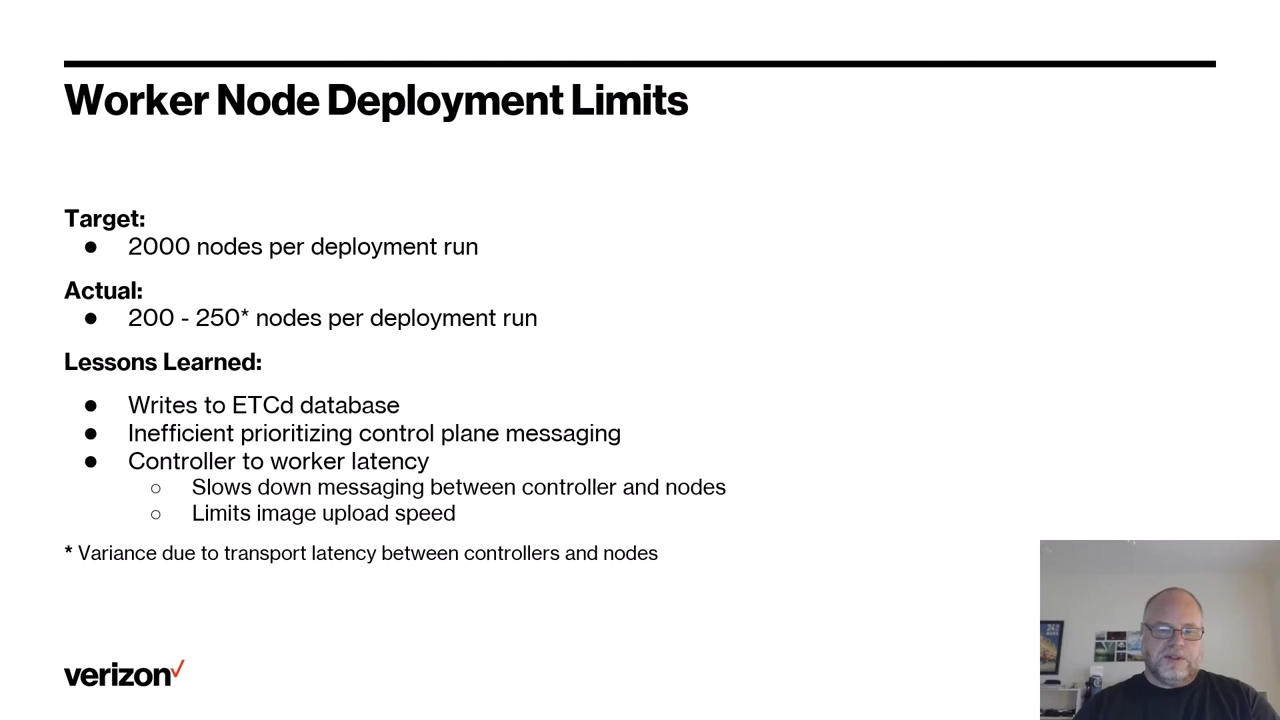 Worker Node Deployment Limits
Target:
● 2000 nodes per deployment run
Actual:
● 200 - 250* nodes per deployment run
Lessons Learned:
● Writes to ETCd database
● Inefficient prioritizing control plane messaging
● Controller to worker latency
○ Slows down messaging between controller and nodes
○ Limits image upload speed
* Variance due to transport latency between controllers and nodes
verizon✓